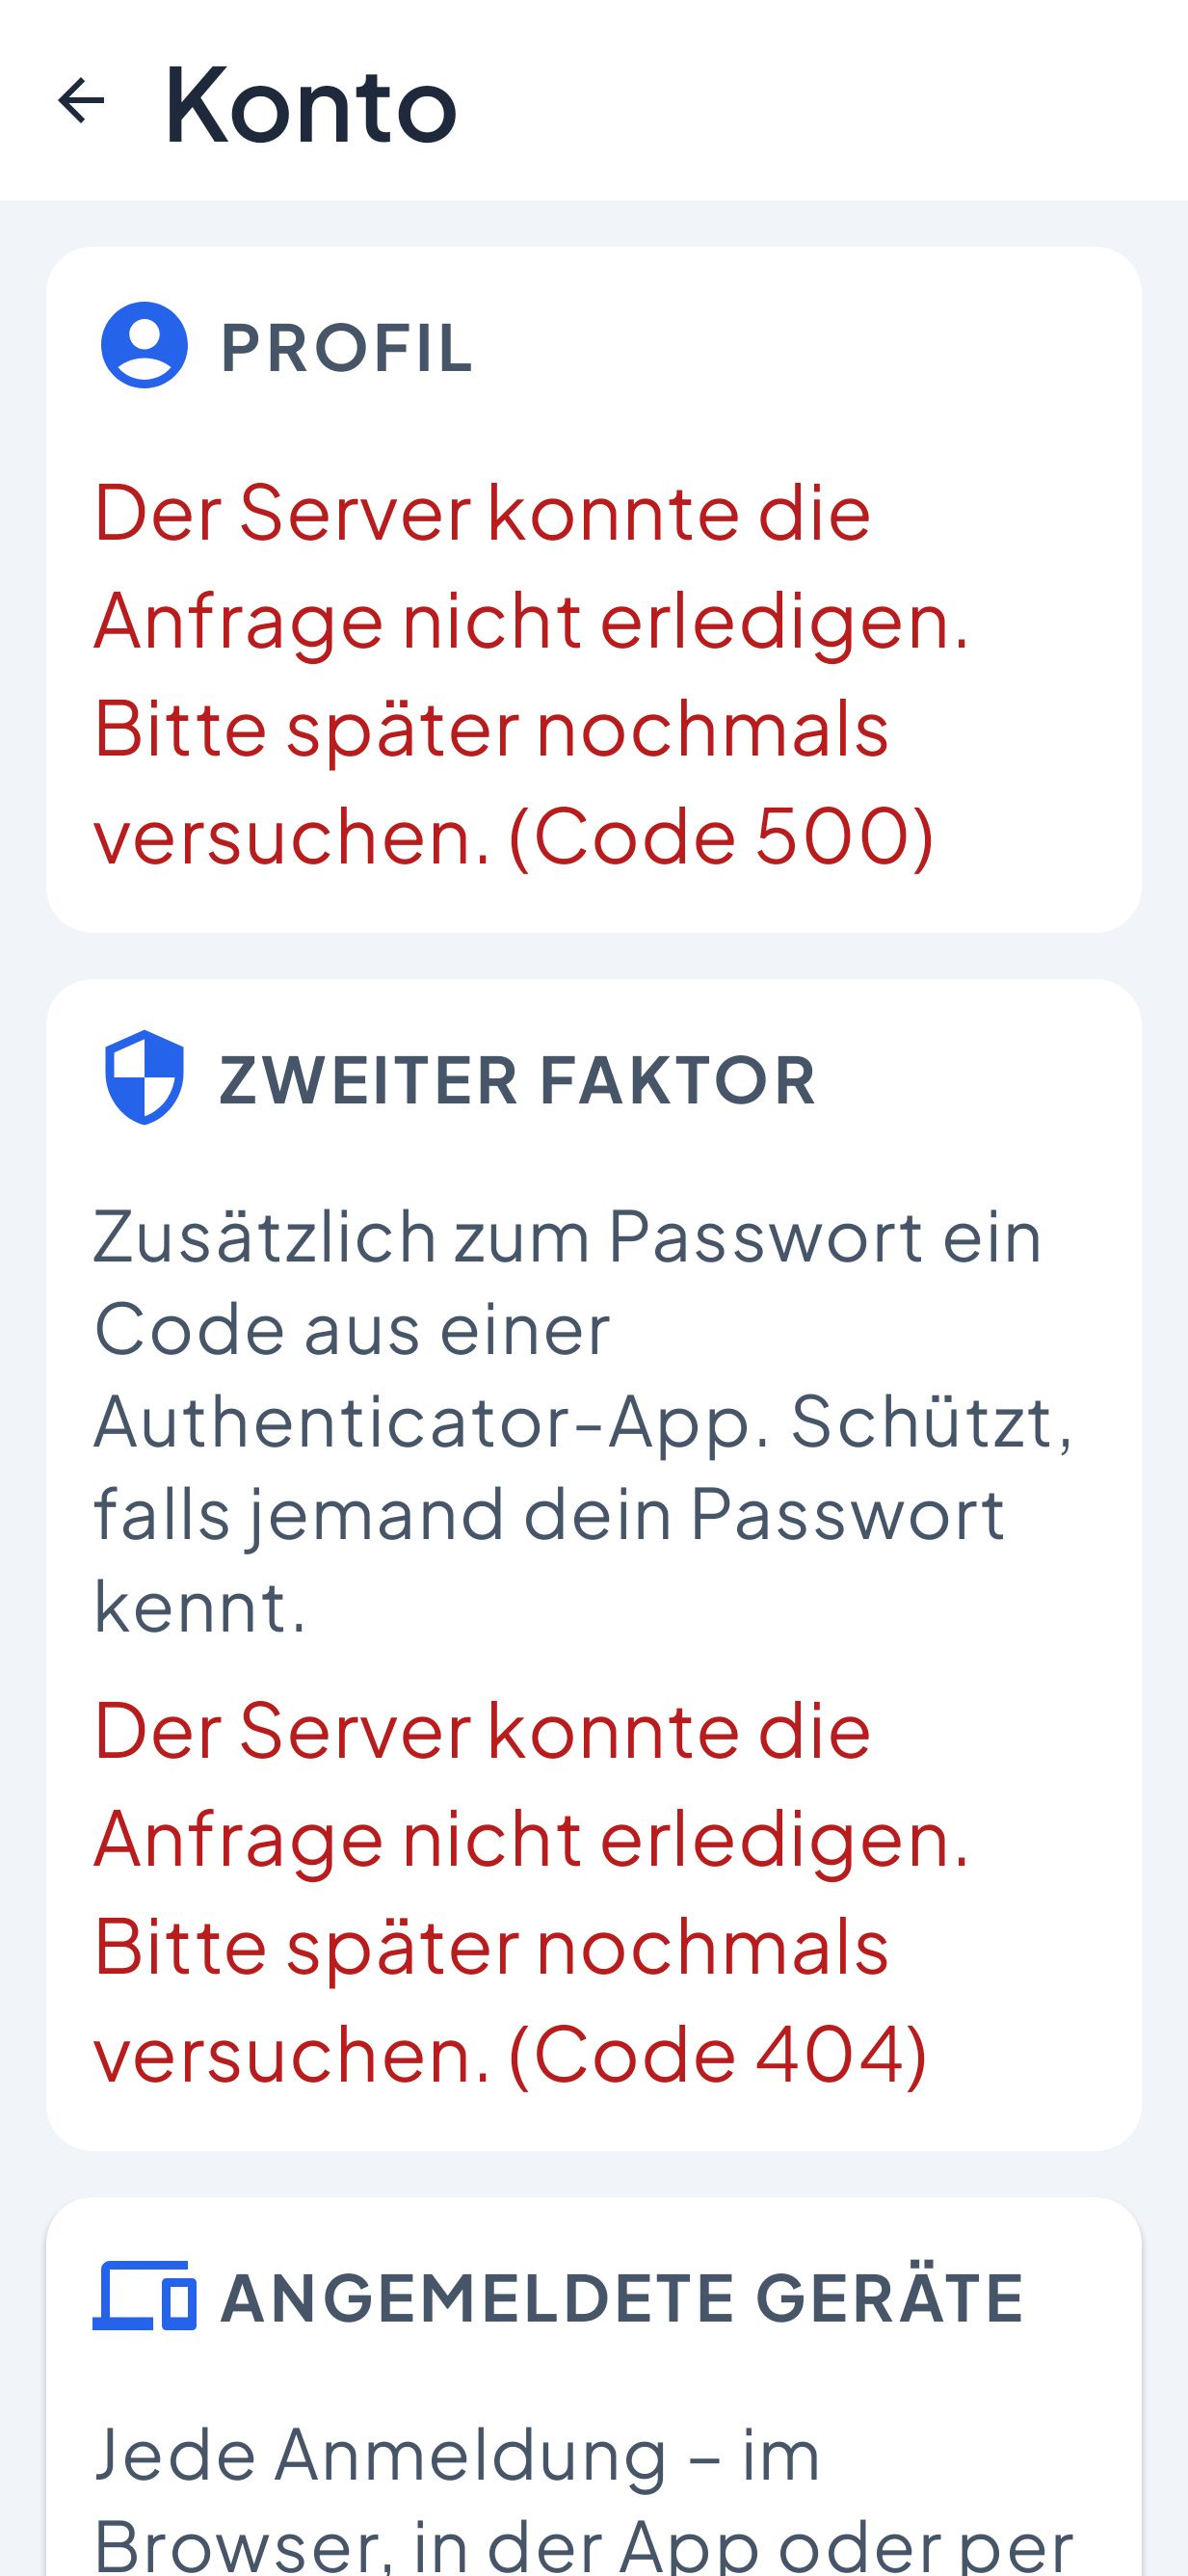 Konto
PROFIL
Der Server konnte die
Anfrage nicht erledigen.
Bitte später nochmals
versuchen. (Code 500)
ZWEITER FAKTOR
Zusätzlich zum Passwort ein
Code aus einer
Authenticator-App. Schützt,
falls jemand dein Passwort
kennt.
Der Server konnte die
Anfrage nicht erledigen.
Bitte später nochmals
versuchen. (Code 404)
ANGEMELDETE GERÄTE
Jede Anmeldung – im
Browser, in der App oder per